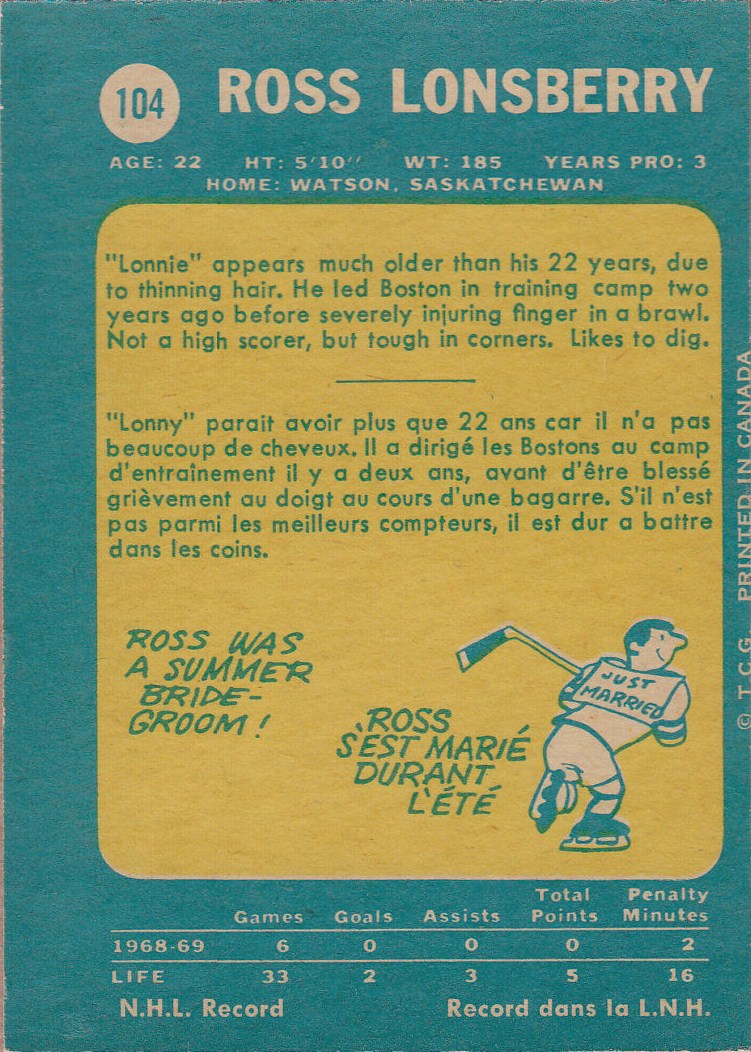 104 ROSS LONSBERRY
AGE: 22 HT: 5'10'' WT: 185 YEARS PRO: 3
HOME: WATSON, SASKATCHEWAN
"Lonnie" appears much older than his 22 years, due
to thinning hair. He led Boston in training camp two
years ago before severely injuring finger in a brawl.
Not a high scorer, but tough in corners. Likes to dig.
"Lonny" parait avoir plus que 22 ans car il n'a pas
beaucoup de cheveux. Il a dirigé les Bostons au camp
d'entraînement il y a deux ans, avant d'être blessé
grièvement au doigt au cours d'une bagarre. S'il n'est
pas parmi les meilleurs compteurs, il est dur a battre
dans les coins.
ROSS WAS
A SUMMER
BRIDE-
GROOM!
ROSS
S'EST MARIÉ
DURANT
L'ÉTÉ
JUST
MARRIED
© T.C.G. PRINTED IN CANADA
Games Goals Assists Total Points Penalty Minutes
1968-69 6 0 0 0 2
LIFE 33 2 3 5 16
N.H.L. Record Record dans la L.N.H.